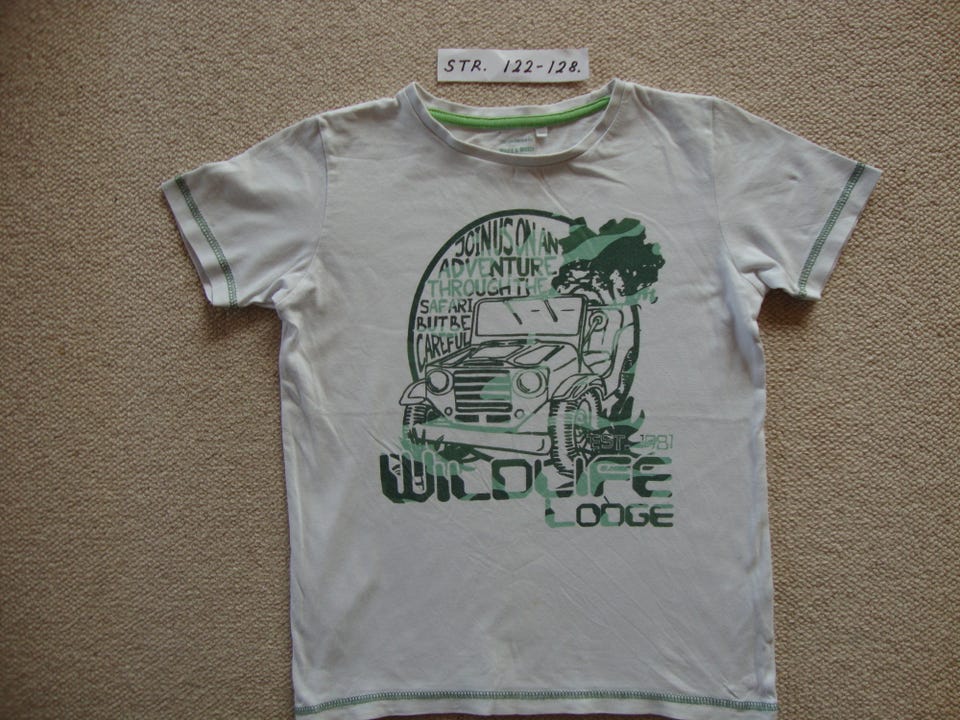 STR. 122-128.
JOIN US ON AN
ADVENTURE
THROUGH THE
SAFARI
BUT BE
CAREFUL
EST. 1981
WILDLIFE
LODGE